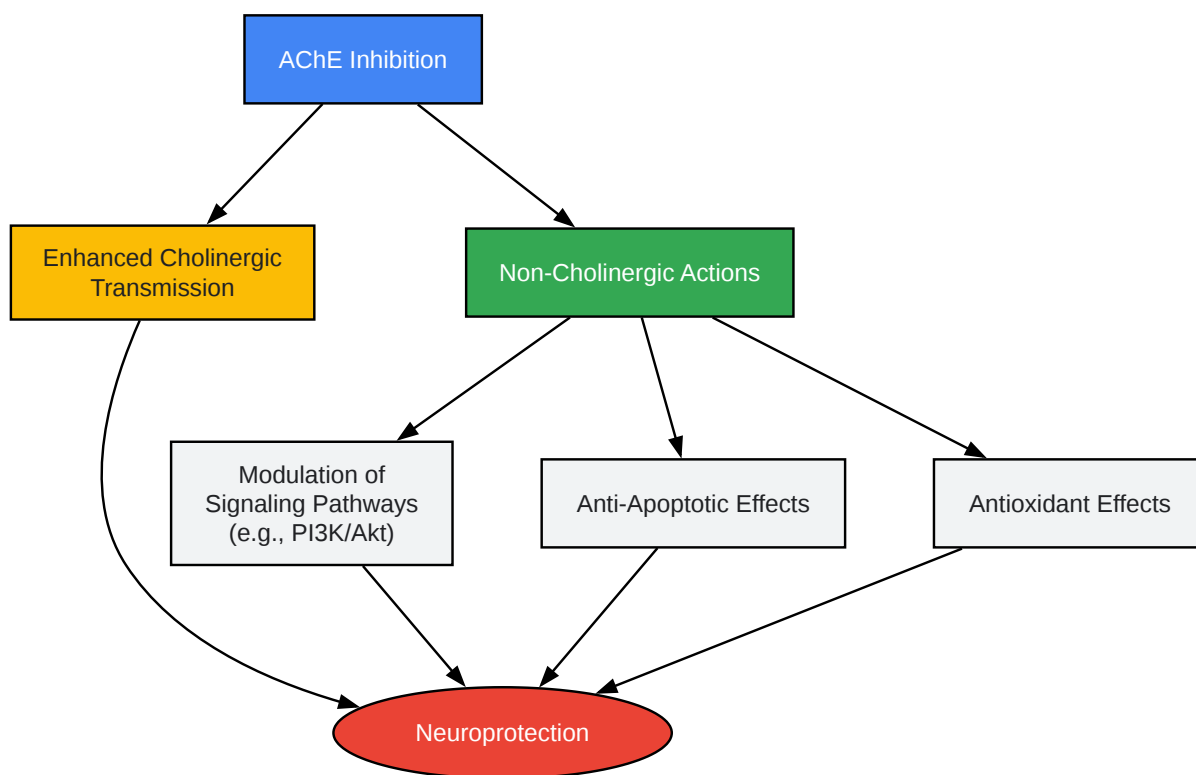 AChE Inhibition
Enhanced Cholinergic
Transmission
Non-Cholinergic Actions
Modulation of
Signaling Pathways
(e.g., PI3K/Akt)
Anti-Apoptotic Effects
Antioxidant Effects
Neuroprotection